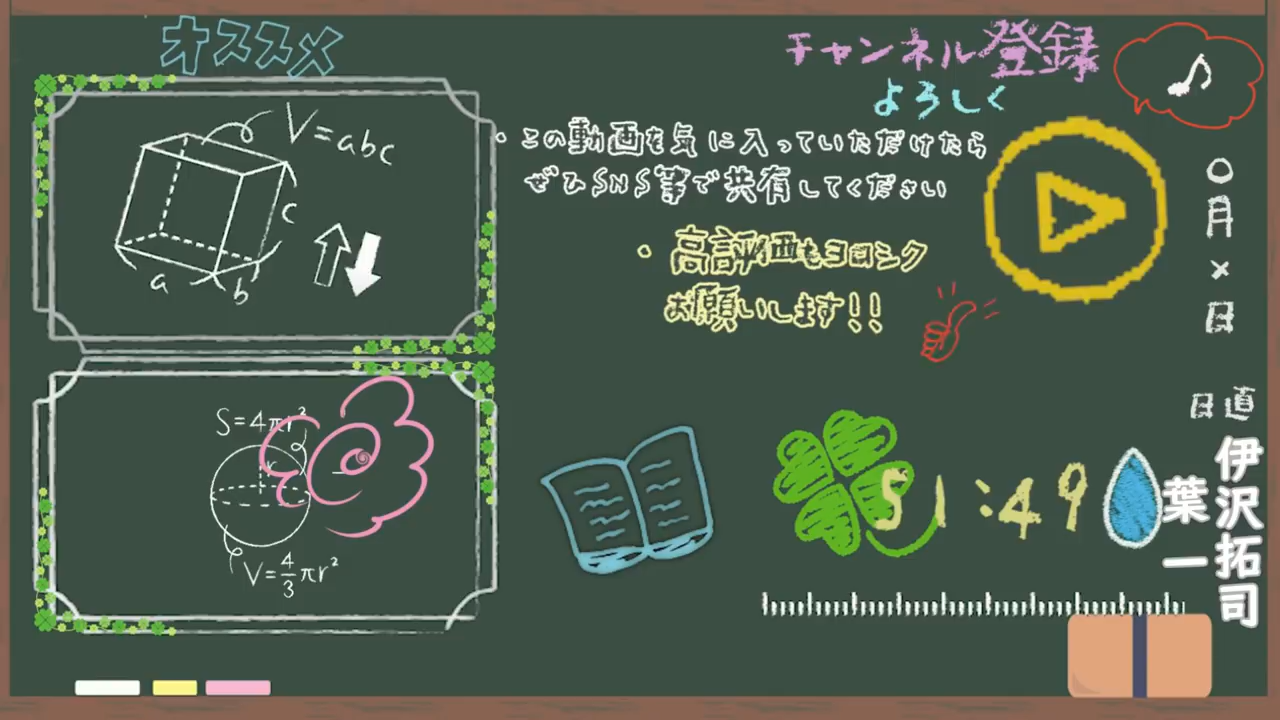 オススメ
チャンネル登録
よろしく
・この動画を気に入っていただけたら
ぜひSNS等で共有してください
・高評価もヨロシク
お願いします!!
V=abc
a
b
c
S=4πr²
r
V=4/3πr²
51:49
○月×日
日直
伊沢拓司
葉一